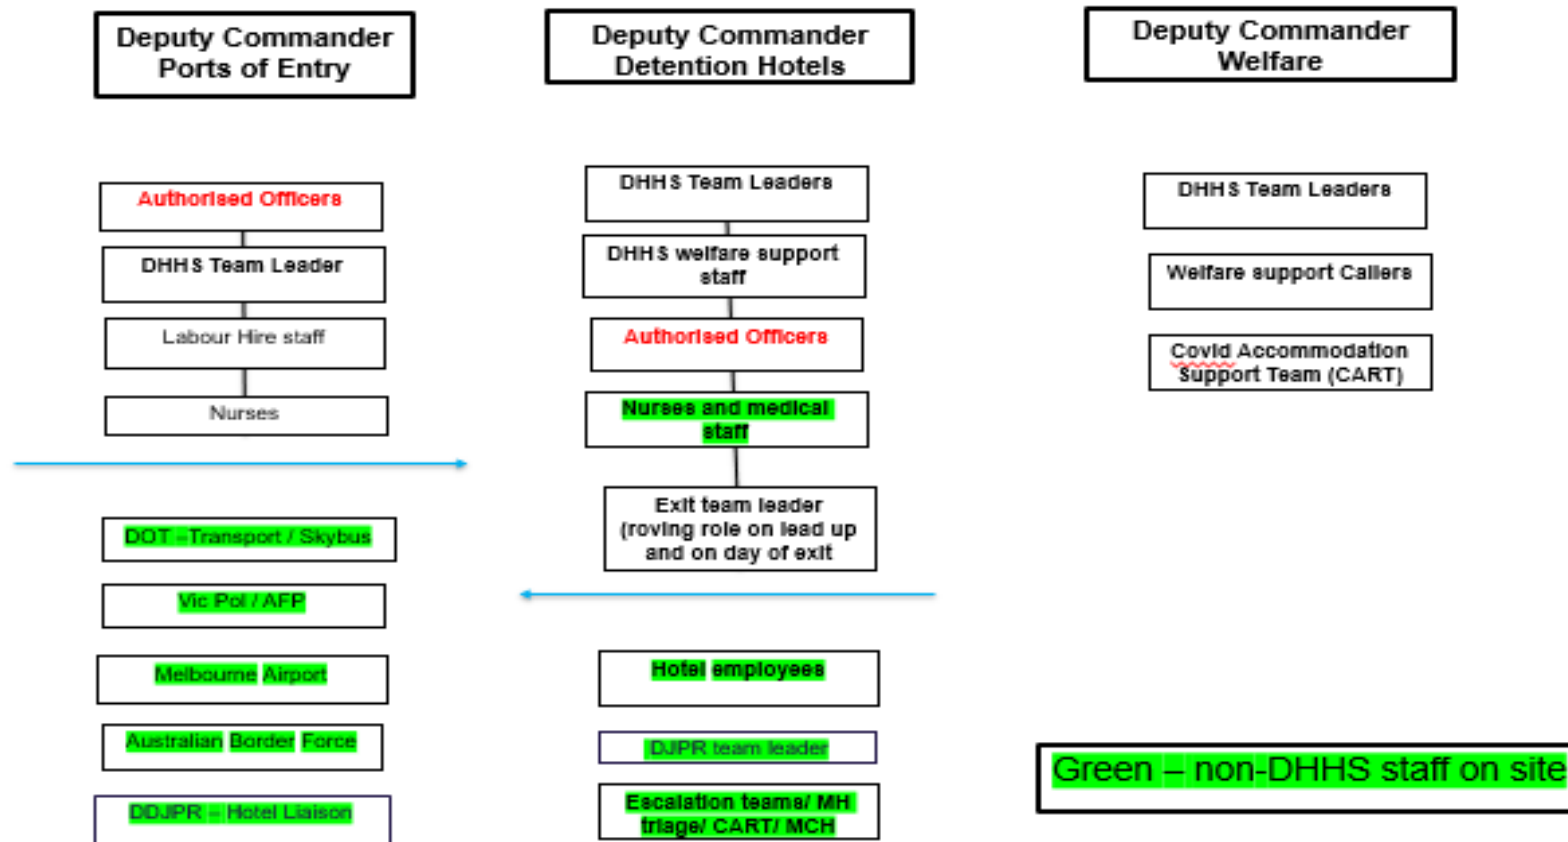 Deputy Commander
Ports of Entry
Authorised Officers
DHHS Team Leader
Labour Hire staff
Nurses
DOT –Transport / Skybus
Vic Pol / AFP
Melbourne Airport
Australian Border Force
DDJPR – Hotel Liaison
Deputy Commander
Detention Hotels
DHHS Team Leaders
DHHS welfare support
staff
Authorised Officers
Nurses and medical
staff
Exit team leader
(roving role on lead up
and on day of exit
Hotel employees
DJPR team leader
Escalation teams/ MH
triage/ CART/ MCH
Deputy Commander
Welfare
DHHS Team Leaders
Welfare support Callers
Covid Accommodation
Support Team (CART)
Green – non-DHHS staff on site